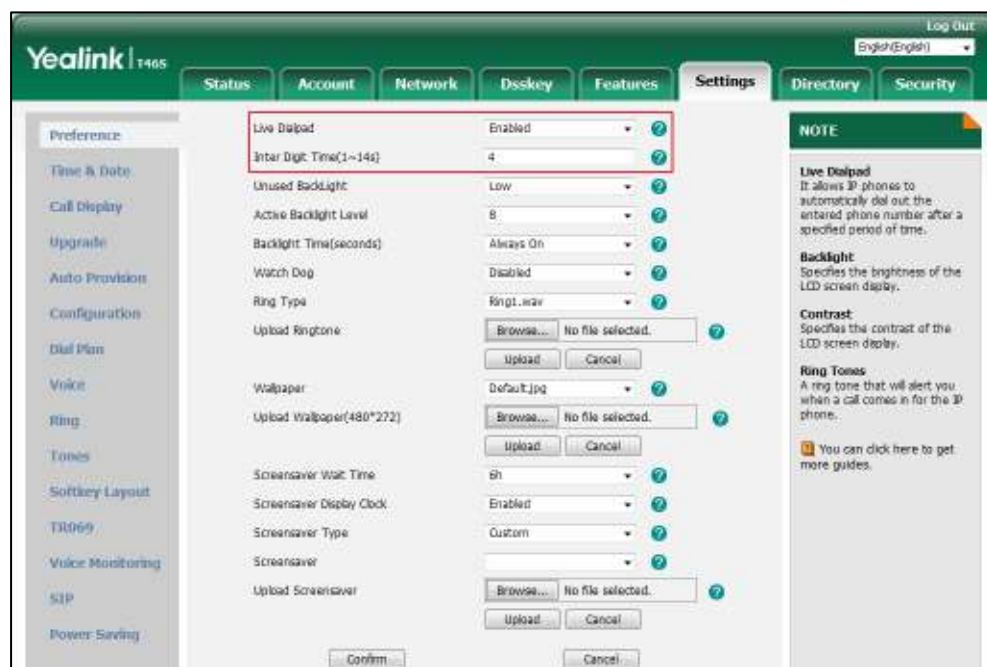 Log Out
Yealink T46S
English(English)
Status Account Network Dsskey Features Settings Directory Security
Preference
Time & Date
Call Display
Upgrade
Auto Provision
Configuration
Dial Plan
Voice
Ring
Tones
Softkey Layout
TR069
Voice Monitoring
SIP
Power Saving
Live Dialpad Enabled
Inter Digit Time(1~14s) 4
Unused BackLight Low
Active Backlight Level 8
Backlight Time(seconds) Always On
Watch Dog Disabled
Ring Type Ring1.wav
Upload Ringtone Browse... No file selected.
Upload Cancel
Wallpaper Default.jpg
Upload Wallpaper(480*272) Browse... No file selected.
Upload Cancel
Screensaver Wait Time 6h
Screensaver Display Clock Enabled
Screensaver Type Custom
Screensaver
Upload Screensaver Browse... No file selected.
Upload Cancel
Confirm Cancel
NOTE
Live Dialpad
It allows IP phones to
automatically dial out the
entered phone number after a
specified period of time.
Backlight
Specifies the brightness of the
LCD screen display.
Contrast
Specifies the contrast of the
LCD screen display.
Ring Tones
A ring tone that will alert you
when a call comes in for the IP
phone.
You can click here to get
more guides.